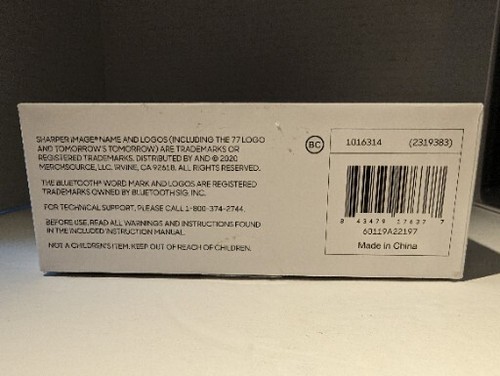 SHARPER IMAGE® NAME AND LOGOS (INCLUDING THE 77 LOGO
AND TOMORROW'S TOMORROW) ARE TRADEMARKS OR
REGISTERED TRADEMARKS. DISTRIBUTED BY AND © 2020
MERCHSOURCE, LLC. IRVINE, CA 92618. ALL RIGHTS RESERVED.
THE BLUETOOTH® WORD MARK AND LOGOS ARE REGISTERED
TRADEMARKS OWNED BY BLUETOOTH SIG, INC.
FOR TECHNICAL SUPPORT, PLEASE CALL 1-800-374-2744.
BEFORE USE, READ ALL WARNINGS AND INSTRUCTIONS FOUND
IN THE INCLUDED INSTRUCTION MANUAL.
NOT A CHILDREN'S ITEM. KEEP OUT OF REACH OF CHILDREN.
BC
1016314 (2319383)
8 43479 17637 7
60119A22197
Made in China